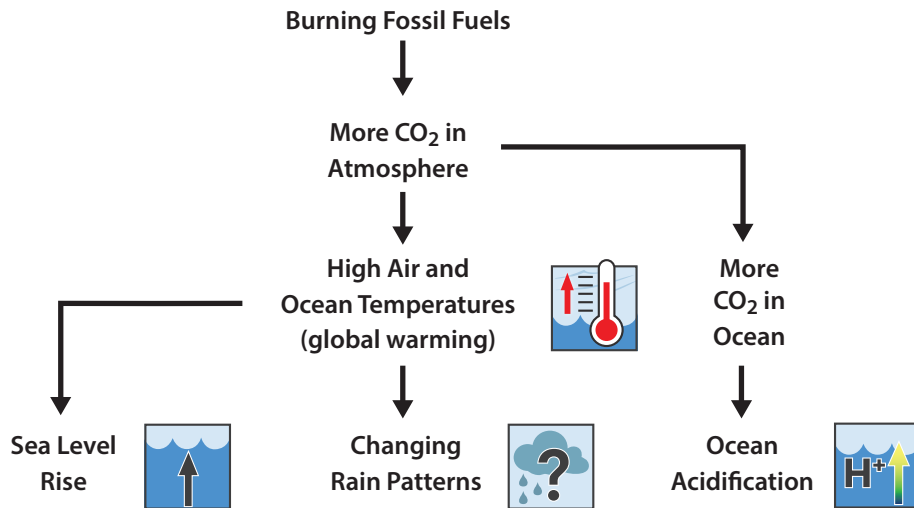 Burning Fossil Fuels
More CO₂ in
Atmosphere
High Air and
Ocean Temperatures
(global warming)
More
CO₂ in
Ocean
Sea Level
Rise
Changing
Rain Patterns
?
Ocean
Acidification
H⁺